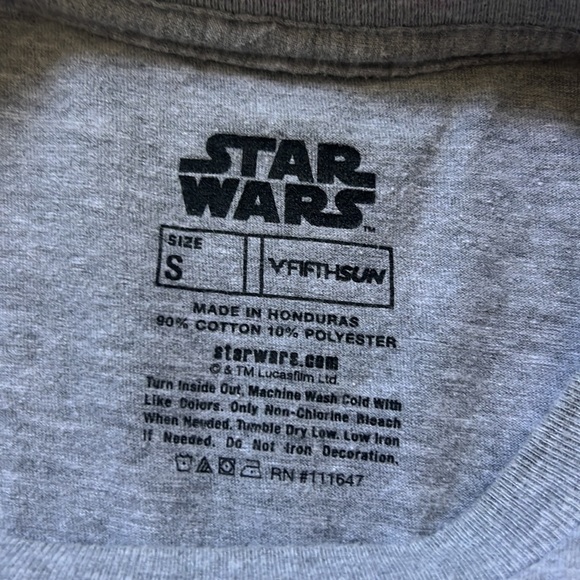 STAR
WARS™
SIZE
S
FIFTHSUN
MADE IN HONDURAS
90% COTTON 10% POLYESTER
starwars.com
© & TM Lucasfilm Ltd.
Turn Inside Out. Machine Wash Cold With
Like Colors. Only Non-Chlorine Bleach
When Needed. Tumble Dry Low. Low Iron
If Needed. Do Not Iron Decoration.
RN #111647